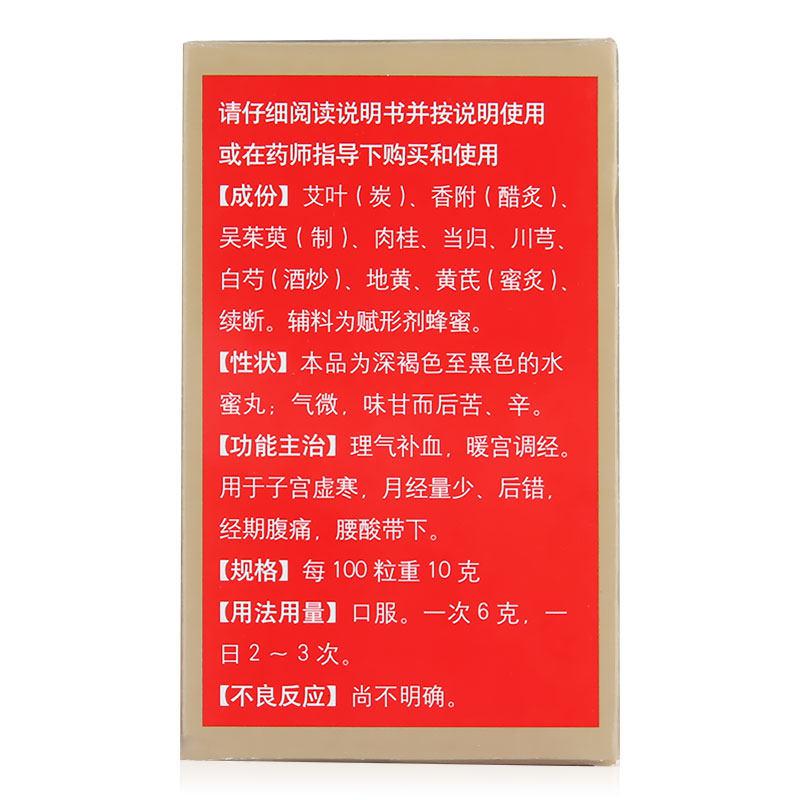 请仔细阅读说明书并按说明使用
或在药师指导下购买和使用
【成份】艾叶(炭)、香附(醋炙)、
吴茱萸(制)、肉桂、当归、川芎、
白芍(酒炒)、地黄、黄芪(蜜炙)、
续断。辅料为赋形剂蜂蜜。
【性状】本品为深褐色至黑色的水
蜜丸；气微，味甘而后苦、辛。
【功能主治】理气补血，暖宫调经。
用于子宫虚寒，月经量少、后错，
经期腹痛，腰酸带下。
【规格】每100粒重10克
【用法用量】口服。一次6克，一
日2～3次。
【不良反应】尚不明确。